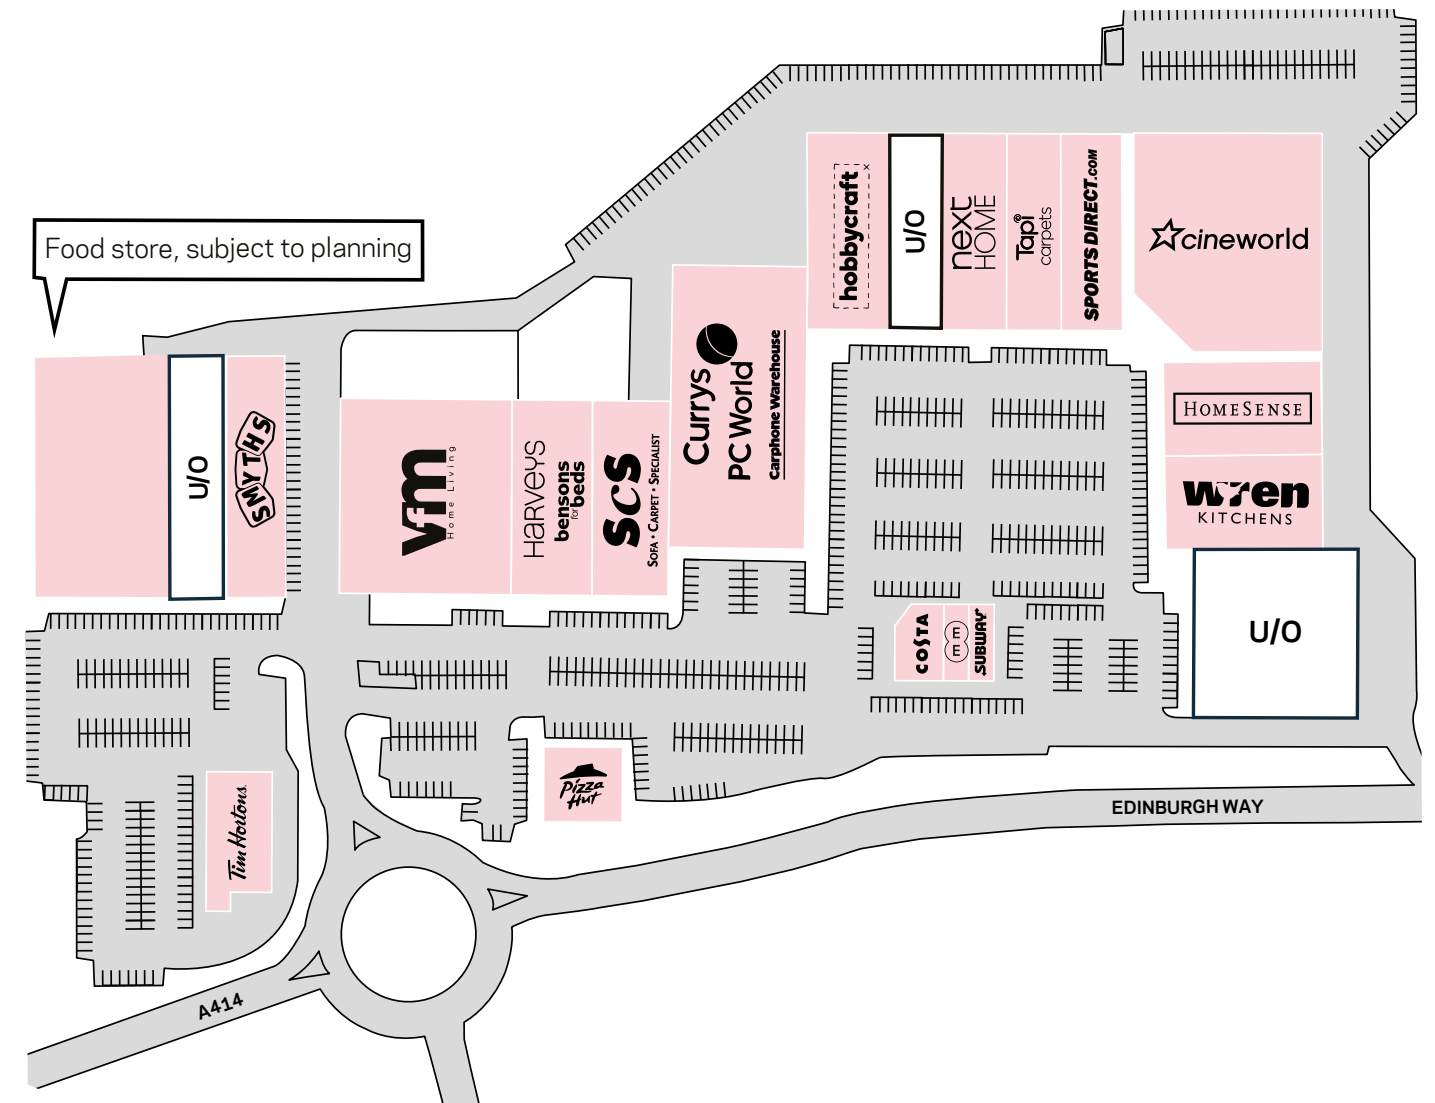 Food store, subject to planning
U/O
SMYTHS
vfm
Home Living
HARVEYS
bensons
for beds
scs
SOFA • CARPET • SPECIALIST
Currys
PC World
Carphone Warehouse
hobbycraft
U/O
next
HOME
Tapi
carpets
SPORTSDIRECT.COM
cineworld
HOMESENSE
wren
KITCHENS
U/O
COSTA
EE
SUBWAY
Pizza
Hut
Tim Hortons
EDINBURGH WAY
A414